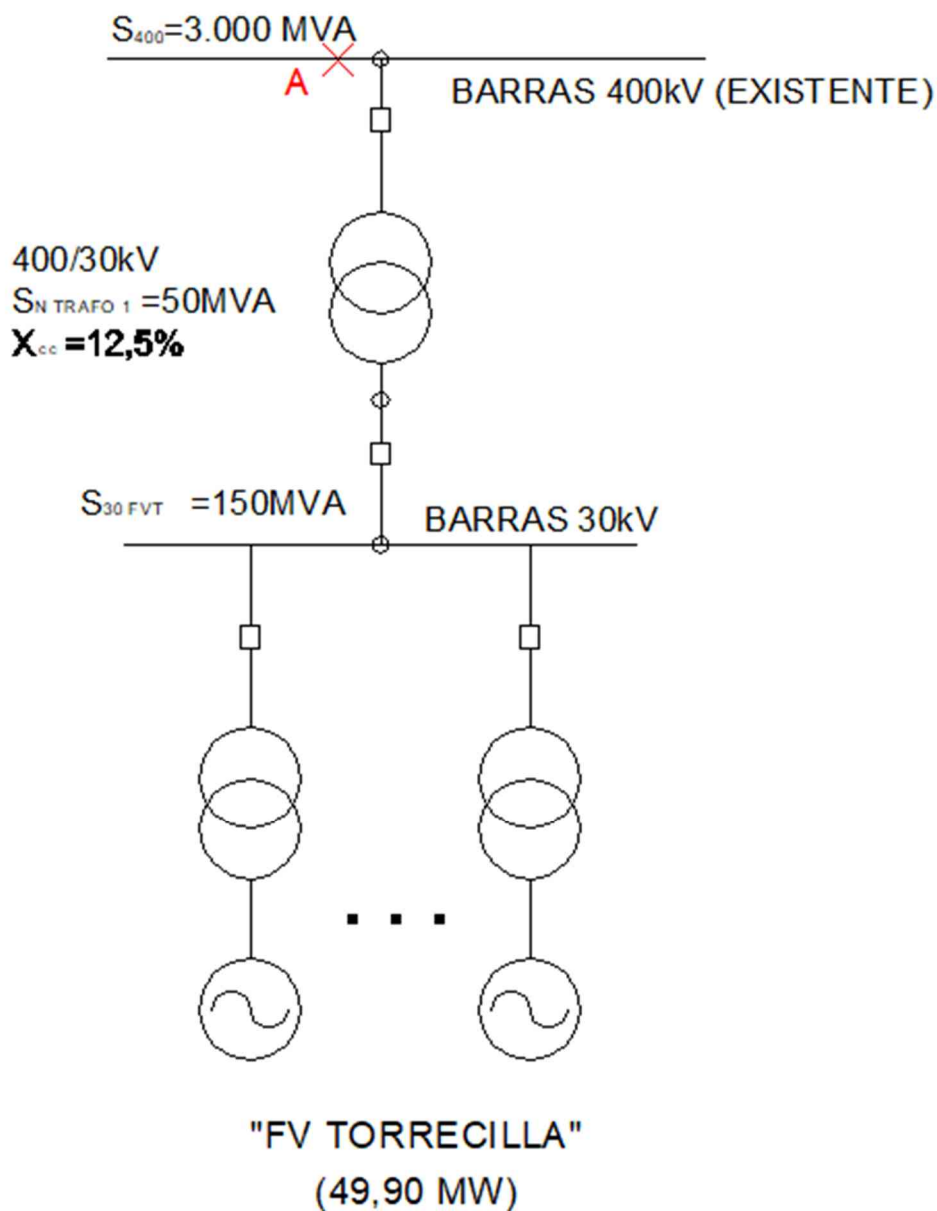 S400=3.000 MVA
A
BARRAS 400kV (EXISTENTE)
400/30kV
SN TRAFO 1 =50MVA
Xcc =12,5%
S30 FVT =150MVA
BARRAS 30kV
"FV TORRECILLA"
(49,90 MW)